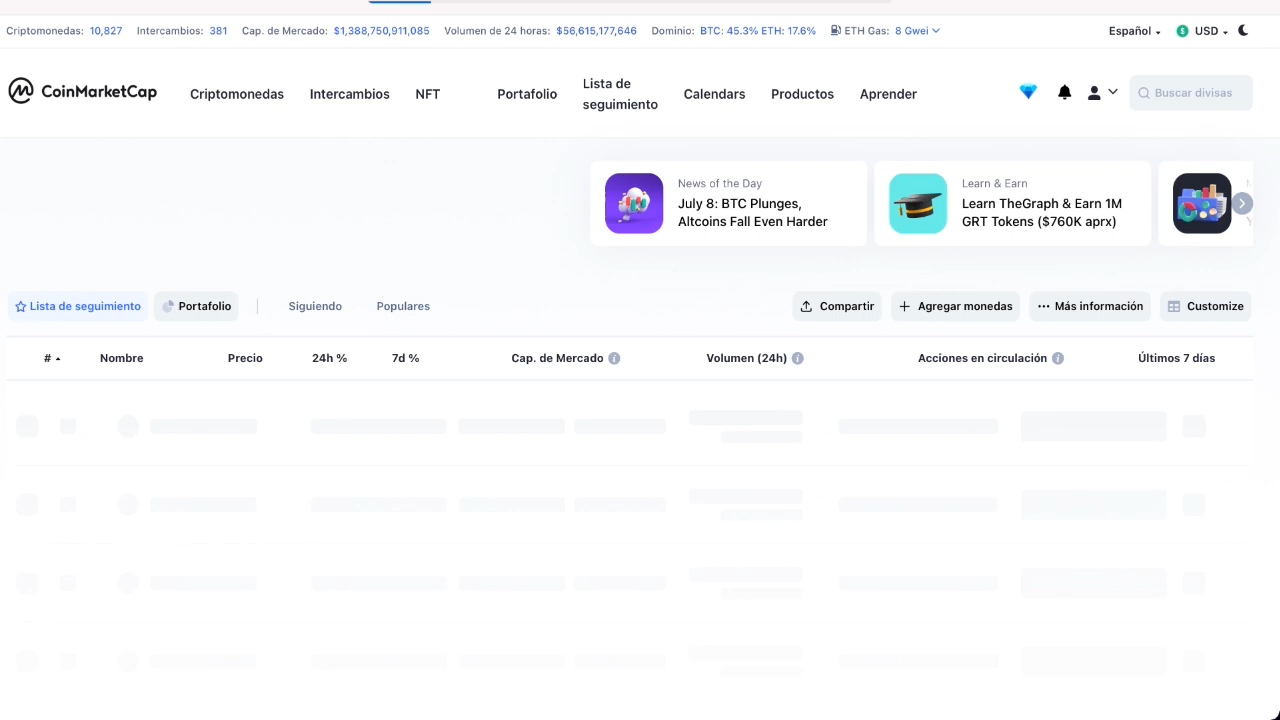 Criptomonedas: 10,827 Intercambios: 381 Cap. de Mercado: $1,388,750,911,085 Volumen de 24 horas: $56,615,177,646 Dominio: BTC: 45.3% ETH: 17.6% ETH Gas: 8 Gwei Español USD
CoinMarketCap Criptomonedas Intercambios NFT Portafolio Lista de seguimiento Calendars Productos Aprender Buscar divisas
News of the Day
July 8: BTC Plunges,
Altcoins Fall Even Harder
Learn & Earn
Learn TheGraph & Earn 1M
GRT Tokens ($760K aprx)
Lista de seguimiento Portafolio Siguiendo Populares Compartir Agregar monedas Más información Customize
# Nombre Precio 24h % 7d % Cap. de Mercado Volumen (24h) Acciones en circulación Últimos 7 días